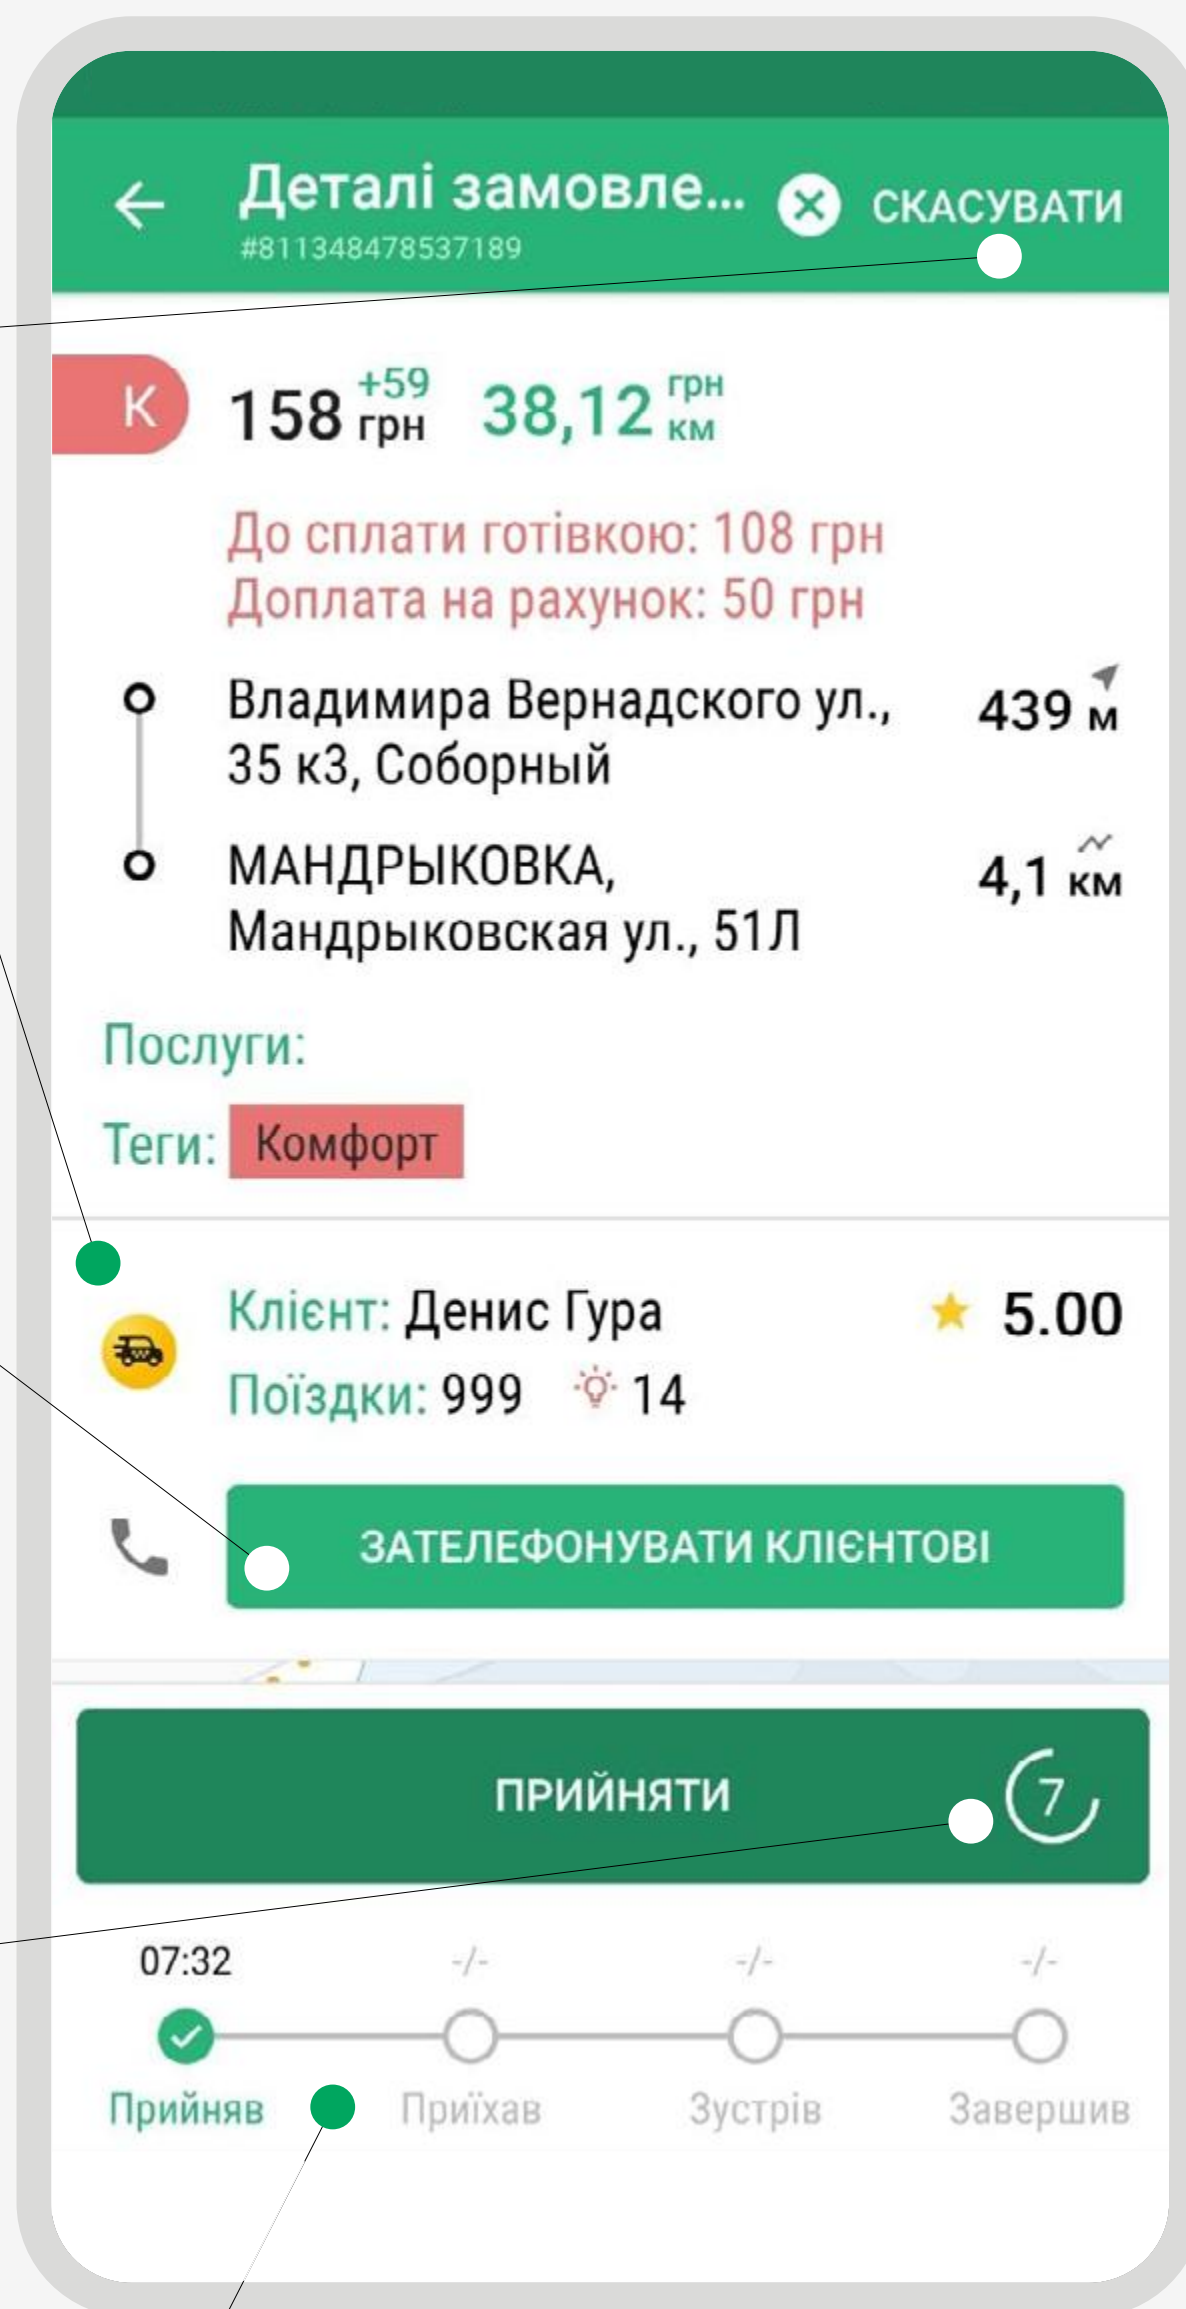 Деталі замовле...
#811348478537189
СКАСУВАТИ
К
158 +59 грн 38,12 грн км
До сплати готівкою: 108 грн
Доплата на рахунок: 50 грн
Владимира Вернадского ул., 439 м
35 к3, Соборный
МАНДРЫКОВКА, 4,1 км
Мандрыковская ул., 51Л
Послуги:
Теги: Комфорт
Клієнт: Денис Гура 5.00
Поїздки: 999 14
ЗАТЕЛЕФОНУВАТИ КЛІЄНТОВІ
ПРИЙНЯТИ 7
07:32 -/- -/- -/-
Прийняв Приїхав Зустрів Завершив